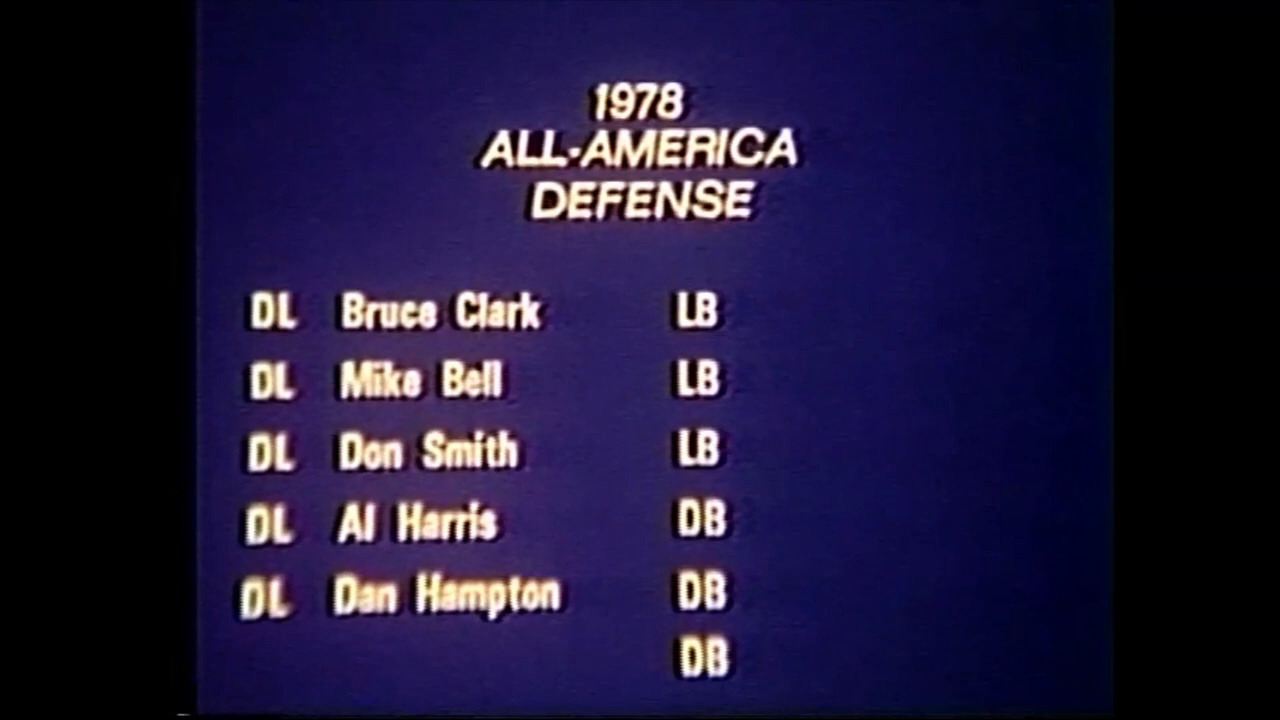 1978
ALL-AMERICA
DEFENSE
DL Bruce Clark LB
DL Mike Bell LB
DL Don Smith LB
DL Al Harris DB
DL Dan Hampton DB
DB